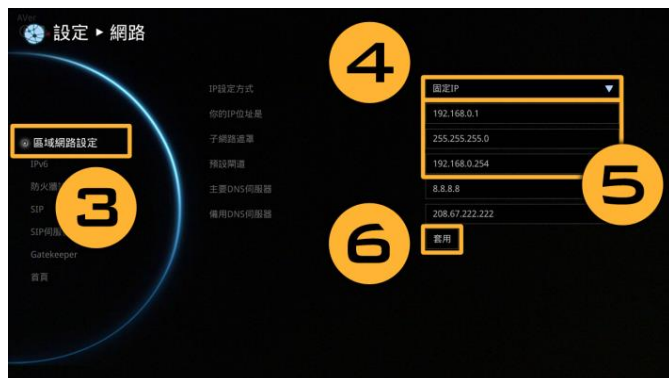 AVer
設定 ▸ 網路
4
IP設定方式
固定IP
你的IP位址是
192.168.0.1
區域網路設定
子網路遮罩
255.255.255.0
IPv6
預設閘道
192.168.0.254
5
防火牆
3
主要DNS伺服器
8.8.8.8
SIP
備用DNS伺服器
208.67.222.222
SIP伺服
6
套用
Gatekeeper
首頁